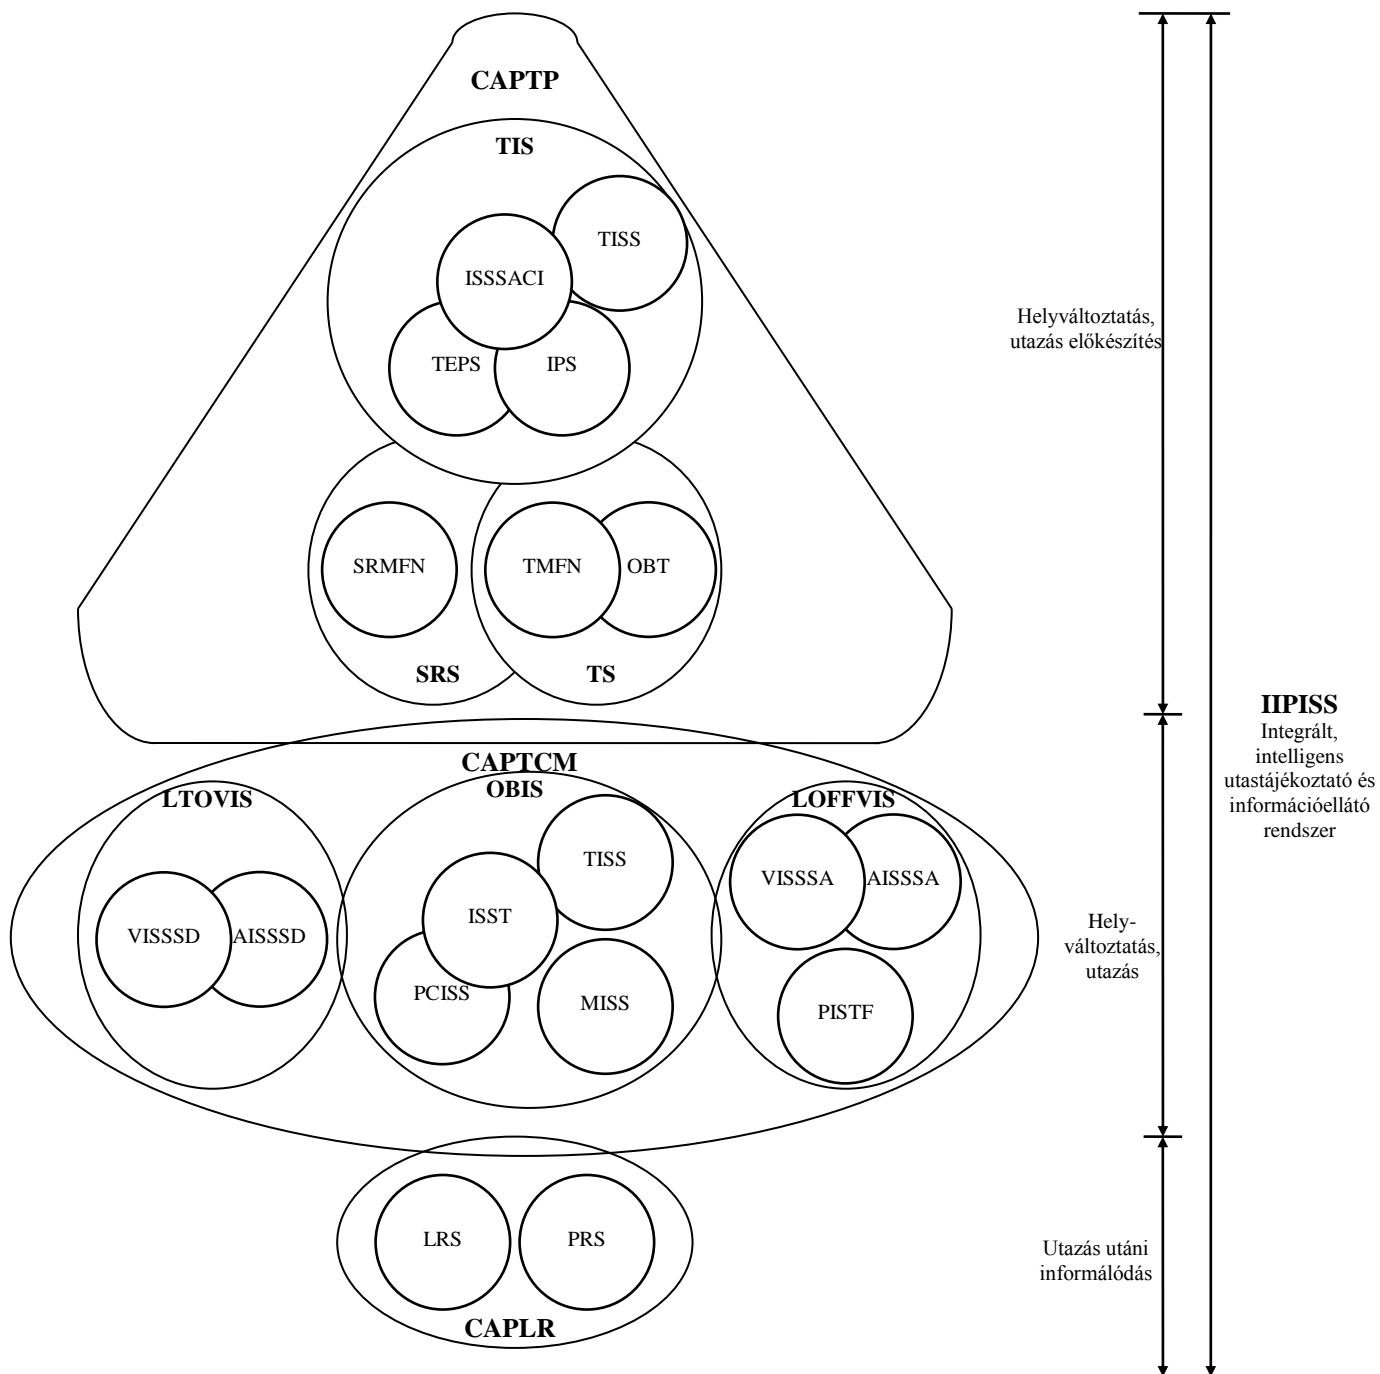 CAPTP
TIS
TISS
ISSSACI
TEPS
IPS
SRMFN
TMFN
OBT
SRS
TS
CAPTCM
LTOVIS
OBIS
LOFFVIS
TISS
VISSSA
AISSSA
ISST
VISSSD
AISSSD
PCISS
MISS
PISTF
LRS
PRS
CAPLR
Helyváltoztatás,
utazás előkészítés
Hely-
változtatás,
utazás
Utazás utáni
informálódás
IIPISS
Integrált,
intelligens
utastájékoztató és
információellátó
rendszer